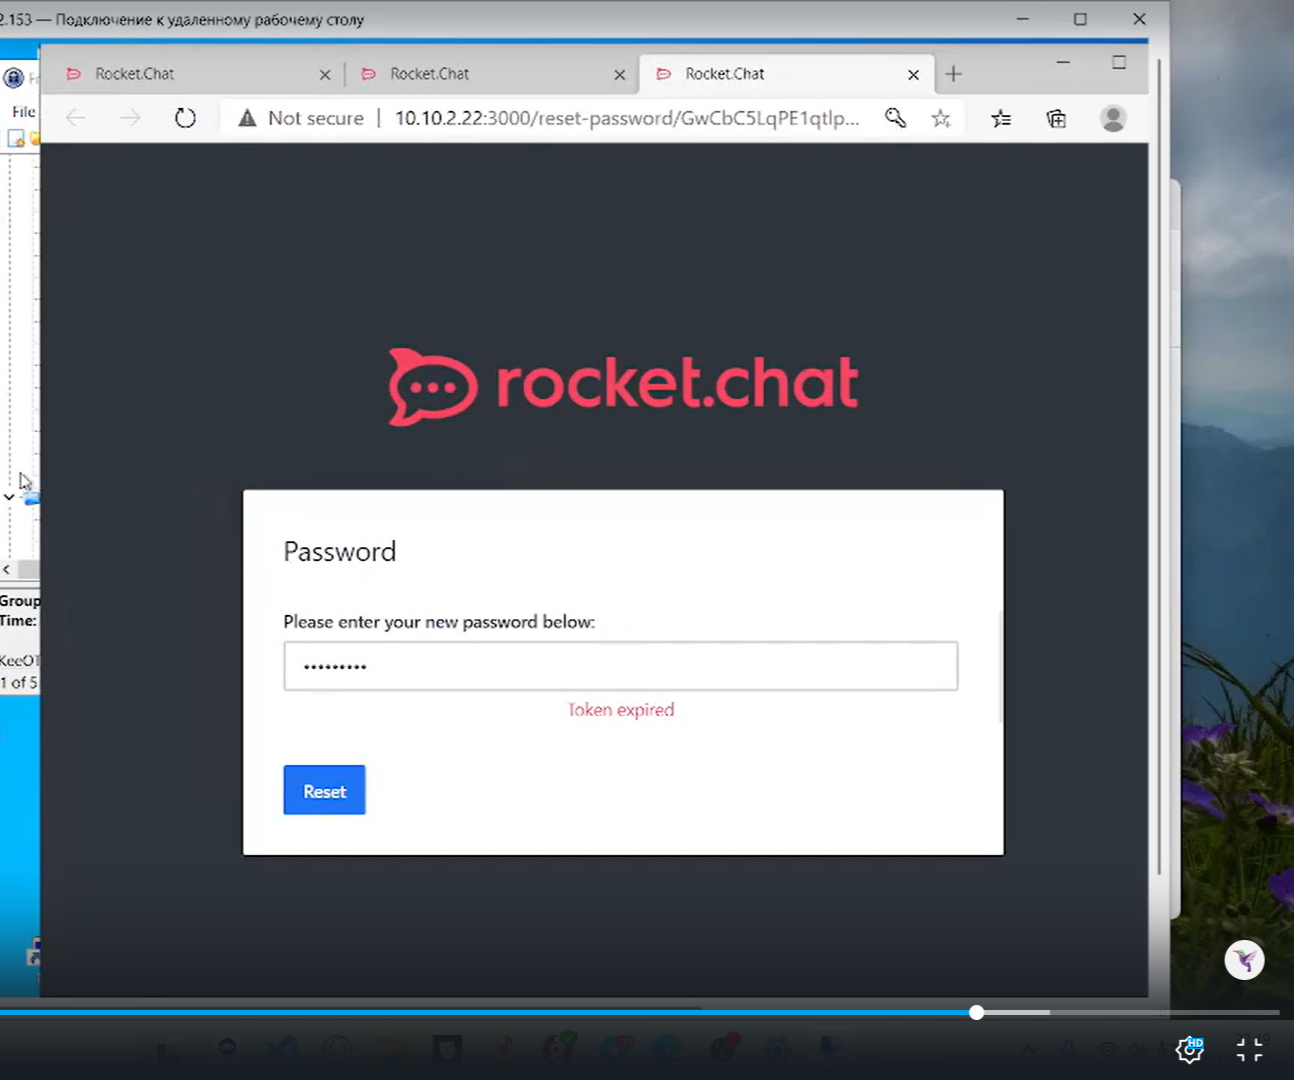 2.153 — Подключение к удаленному рабочему столу
Rocket.Chat
Rocket.Chat
Rocket.Chat
File
Not secure | 10.10.2.22:3000/reset-password/GwCbC5LqPE1qtlp...
rocket.chat
Password
Please enter your new password below:
•••••••••
Token expired
Reset
Group
Time:
KeeOT
1 of 5
HD